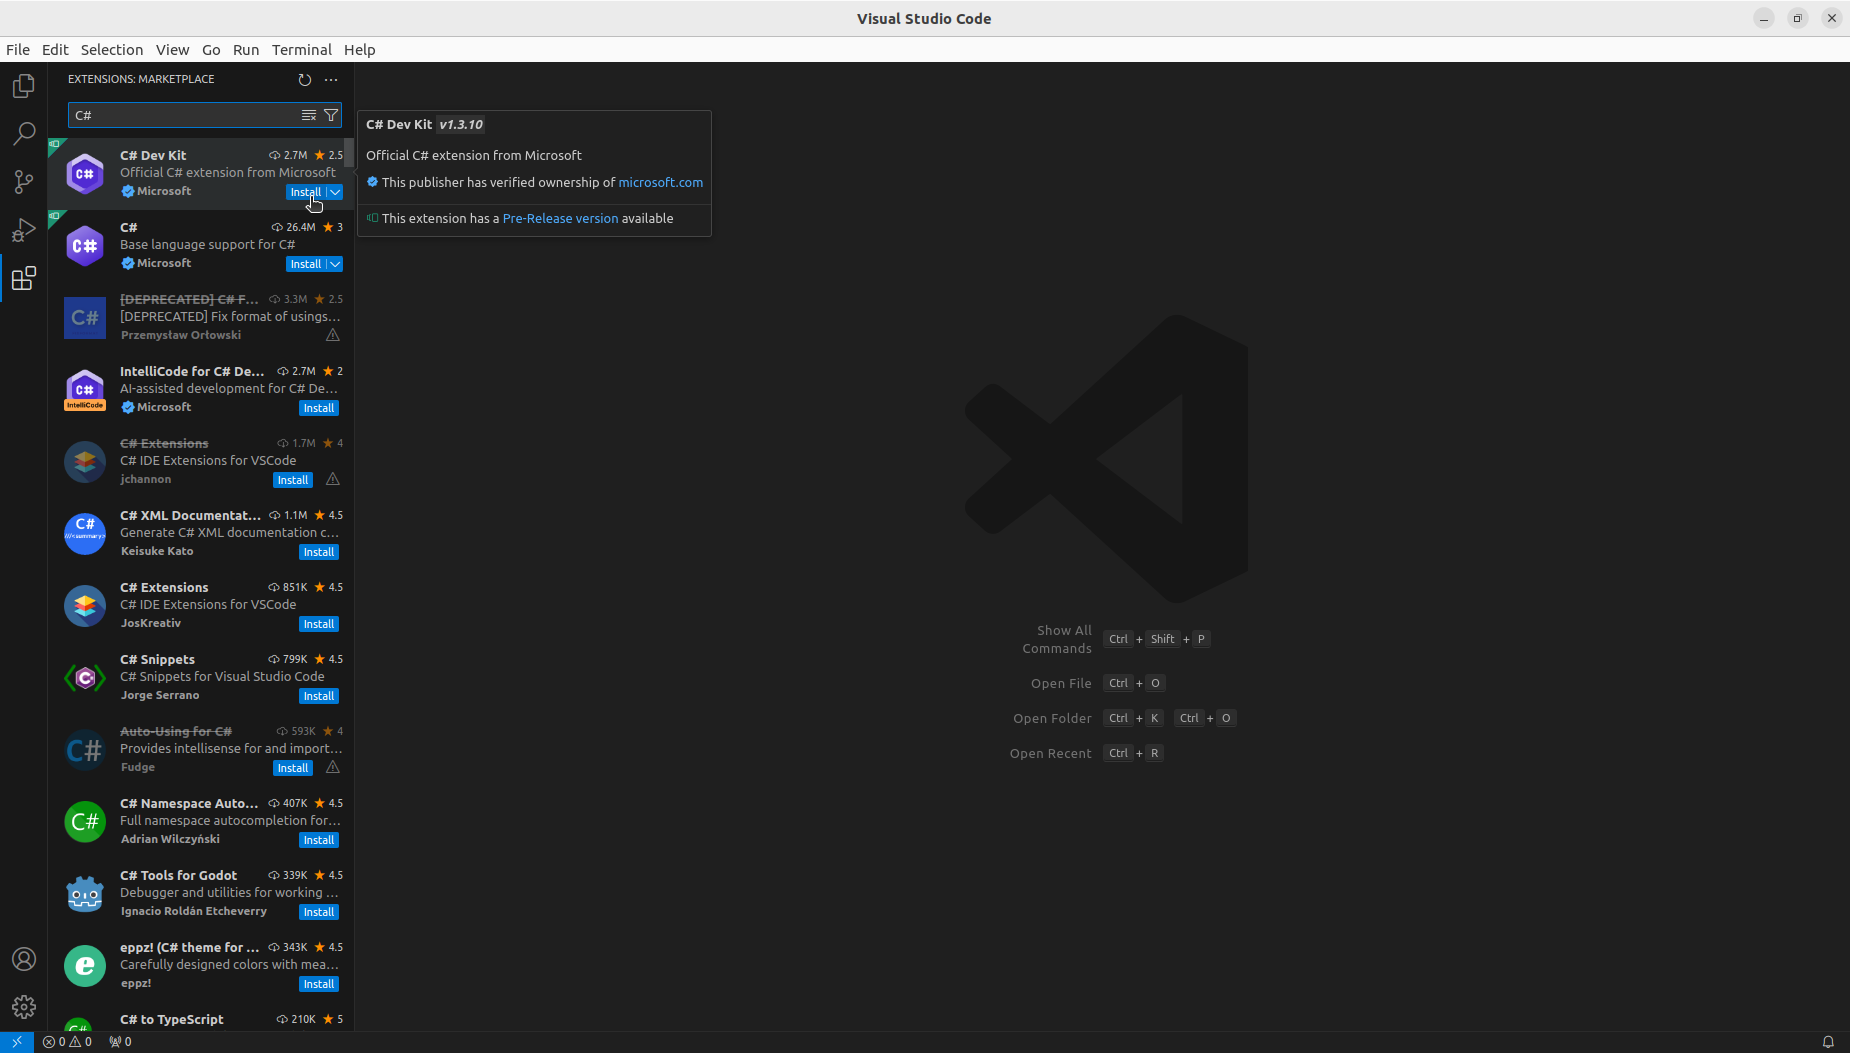 Visual Studio Code
File Edit Selection View Go Run Terminal Help
EXTENSIONS: MARKETPLACE
C#
C# Dev Kit 2.7M 2.5
Official C# extension from Microsoft
Microsoft Install
C# 26.4M 3
Base language support for C#
Microsoft Install
[DEPRECATED] C# F... 3.3M 2.5
[DEPRECATED] Fix format of usings...
Przemysław Orłowski
IntelliCode for C# De... 2.7M 2
AI-assisted development for C# De...
Microsoft Install
C# Extensions 1.7M 4
C# IDE Extensions for VSCode
jchannon Install
C# XML Documentat... 1.1M 4.5
Generate C# XML documentation c...
Keisuke Kato Install
C# Extensions 851K 4.5
C# IDE Extensions for VSCode
JosKreativ Install
C# Snippets 799K 4.5
C# Snippets for Visual Studio Code
Jorge Serrano Install
Auto-Using for C# 593K 4
Provides intellisense for and import...
Fudge Install
C# Namespace Auto... 407K 4.5
Full namespace autocompletion for...
Adrian Wilczyński Install
C# Tools for Godot 339K 4.5
Debugger and utilities for working ...
Ignacio Roldán Etcheverry Install
eppz! (C# theme for ... 343K 4.5
Carefully designed colors with mea...
eppz! Install
C# to TypeScript 210K 5
C#
C#
C#
C#
IntelliCode
C#
///<summary>
C
C#
C#
e
C#
C# Dev Kit v1.3.10
Official C# extension from Microsoft
This publisher has verified ownership of microsoft.com
This extension has a Pre-Release version available
Show All
Commands Ctrl + Shift + P
Open File Ctrl + O
Open Folder Ctrl + K Ctrl + O
Open Recent Ctrl + R
0 0 0